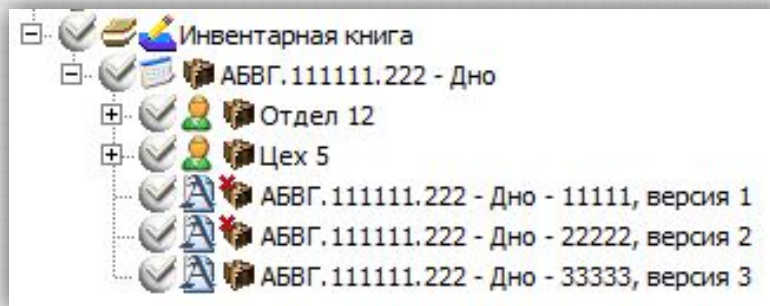 Инвентарная книга
АБВГ.111111.222 - Дно
Отдел 12
Цех 5
АБВГ.111111.222 - Дно - 11111, версия 1
АБВГ.111111.222 - Дно - 22222, версия 2
АБВГ.111111.222 - Дно - 33333, версия 3